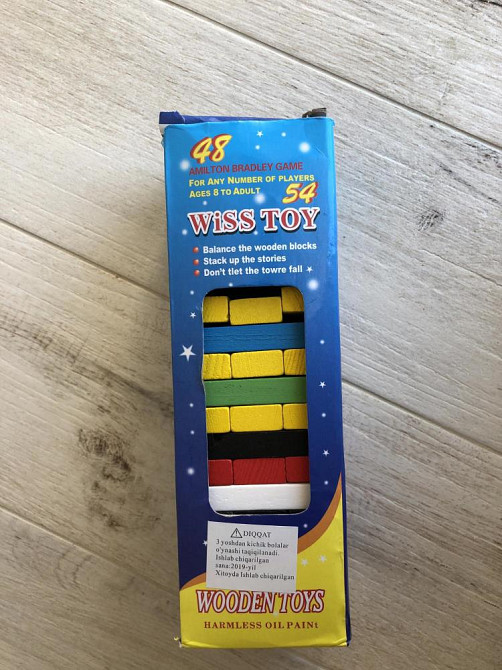 48
AMILTON BRADLEY GAME
FOR ANY NUMBER OF PLAYERS
AGES 8 TO ADULT
54
WiSS TOY
Balance the wooden blocks
Stack up the stories
Don't tlet the towre fall
DIQQAT
3 yoshdan kichik bolalar
o'ynashi taqiqilanadi.
Ishlab chiqarilgan
sana:2019-yil
Xitoyda Ishlab chiqarilgan
WOODEN TOYS
HARMLESS OIL PAINt